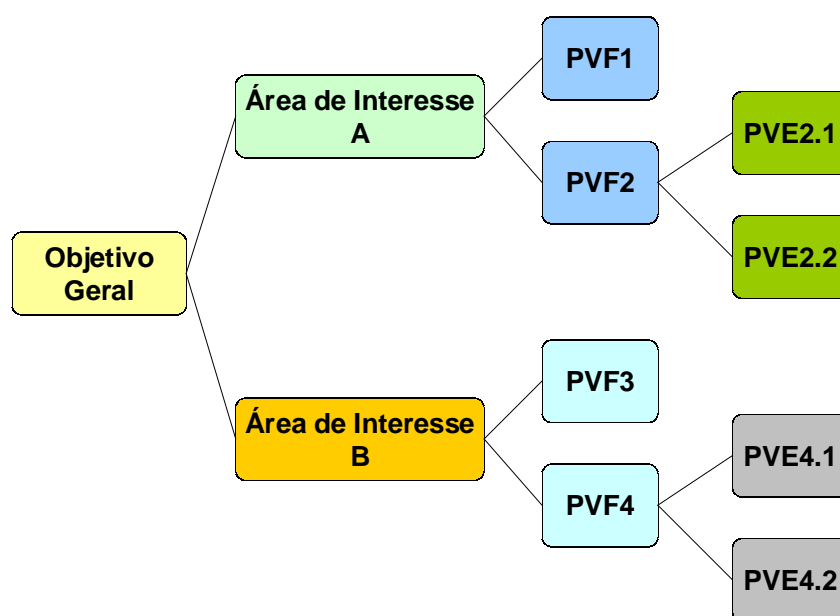 PVF1
Área de Interesse
A
PVE2.1
PVF2
Objetivo
Geral
PVE2.2
PVF3
Área de Interesse
B
PVE4.1
PVF4
PVE4.2